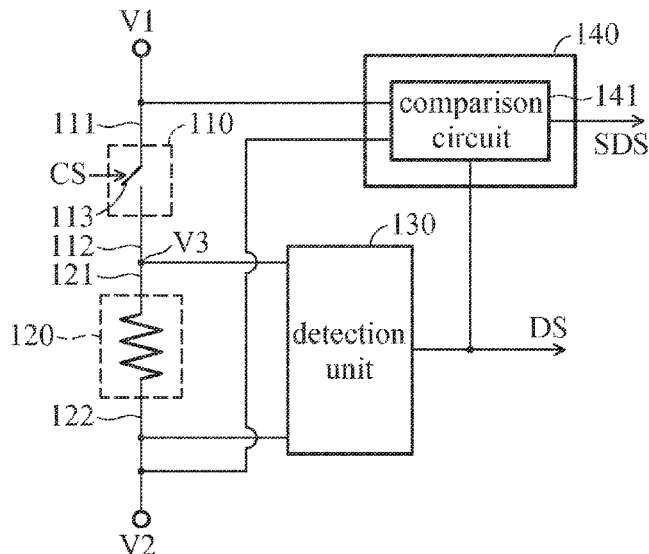 V1
140
111
110
comparison
circuit
141
SDS
CS
113
112
V3
130
121
120
detection
unit
DS
122
V2